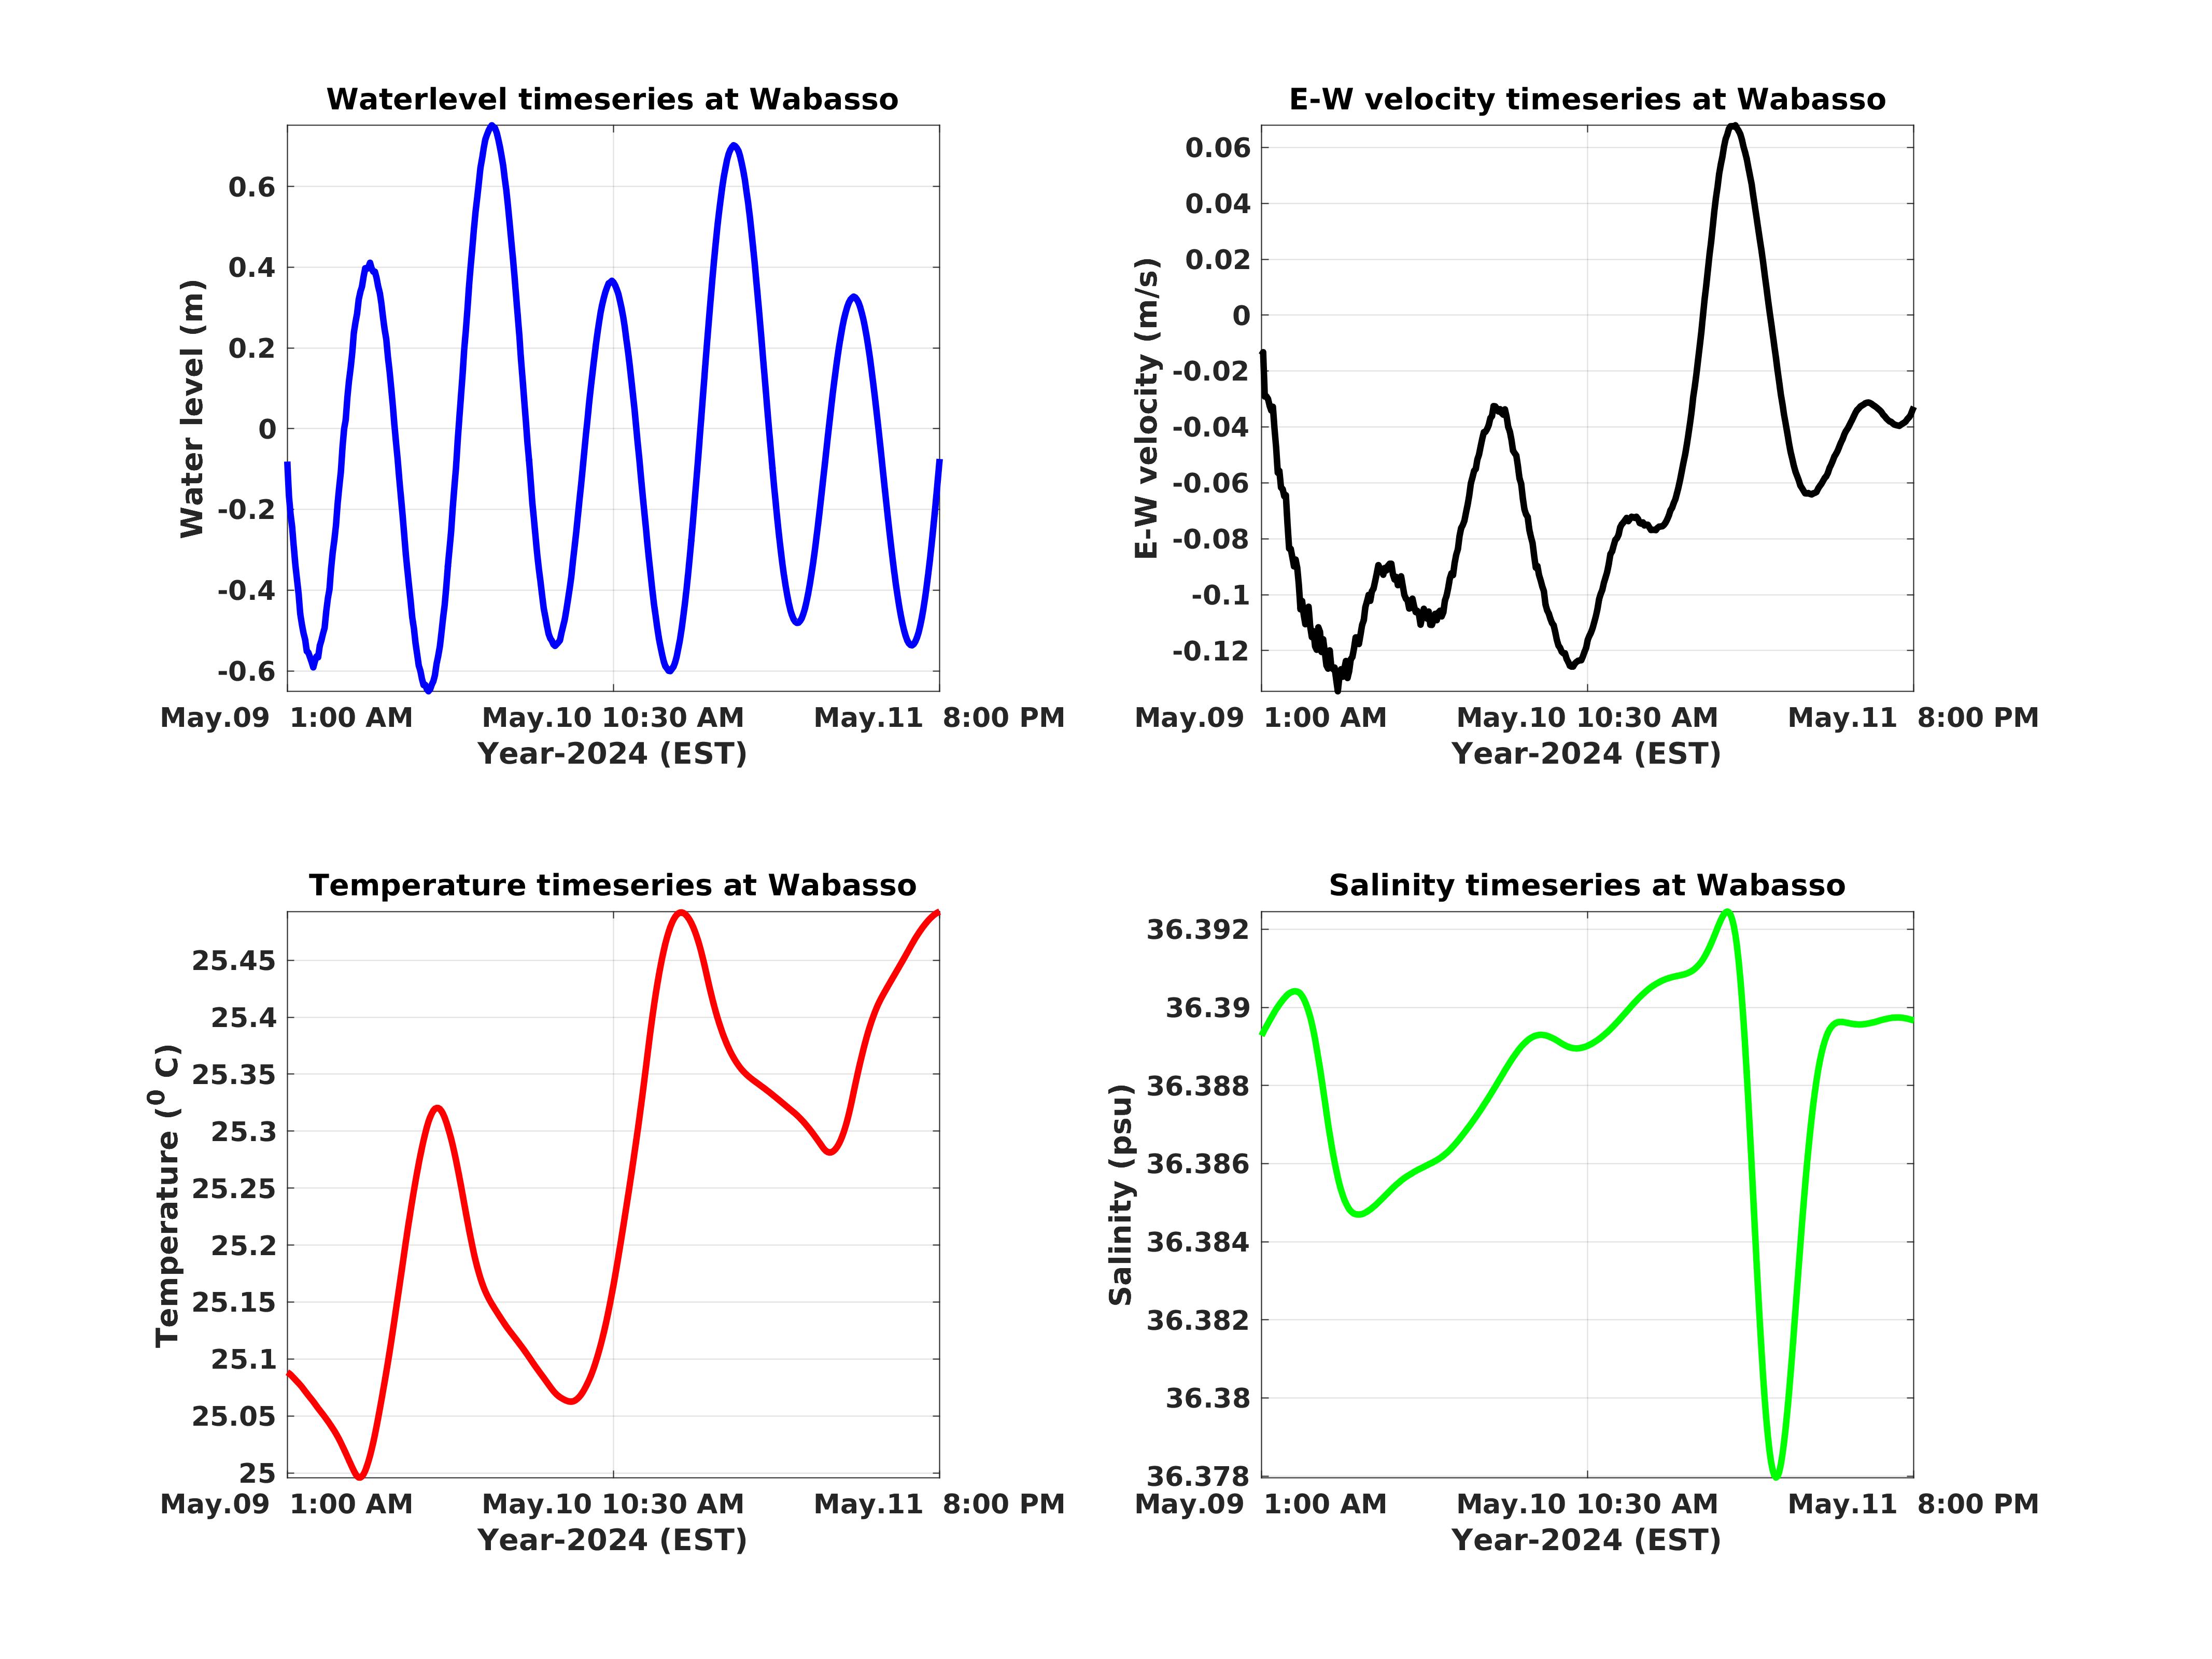 Waterlevel timeseries at Wabasso
Water level (m)
0.6
0.4
0.2
0
-0.2
-0.4
-0.6
May.09  1:00 AM
May.10 10:30 AM
May.11  8:00 PM
Year-2024 (EST)
E-W velocity timeseries at Wabasso
E-W velocity (m/s)
0.06
0.04
0.02
0
-0.02
-0.04
-0.06
-0.08
-0.1
-0.12
May.09  1:00 AM
May.10 10:30 AM
May.11  8:00 PM
Year-2024 (EST)
Temperature timeseries at Wabasso
Temperature (⁰ C)
25.45
25.4
25.35
25.3
25.25
25.2
25.15
25.1
25.05
25
May.09  1:00 AM
May.10 10:30 AM
May.11  8:00 PM
Year-2024 (EST)
Salinity timeseries at Wabasso
Salinity (psu)
36.392
36.39
36.388
36.386
36.384
36.382
36.38
36.378
May.09  1:00 AM
May.10 10:30 AM
May.11  8:00 PM
Year-2024 (EST)